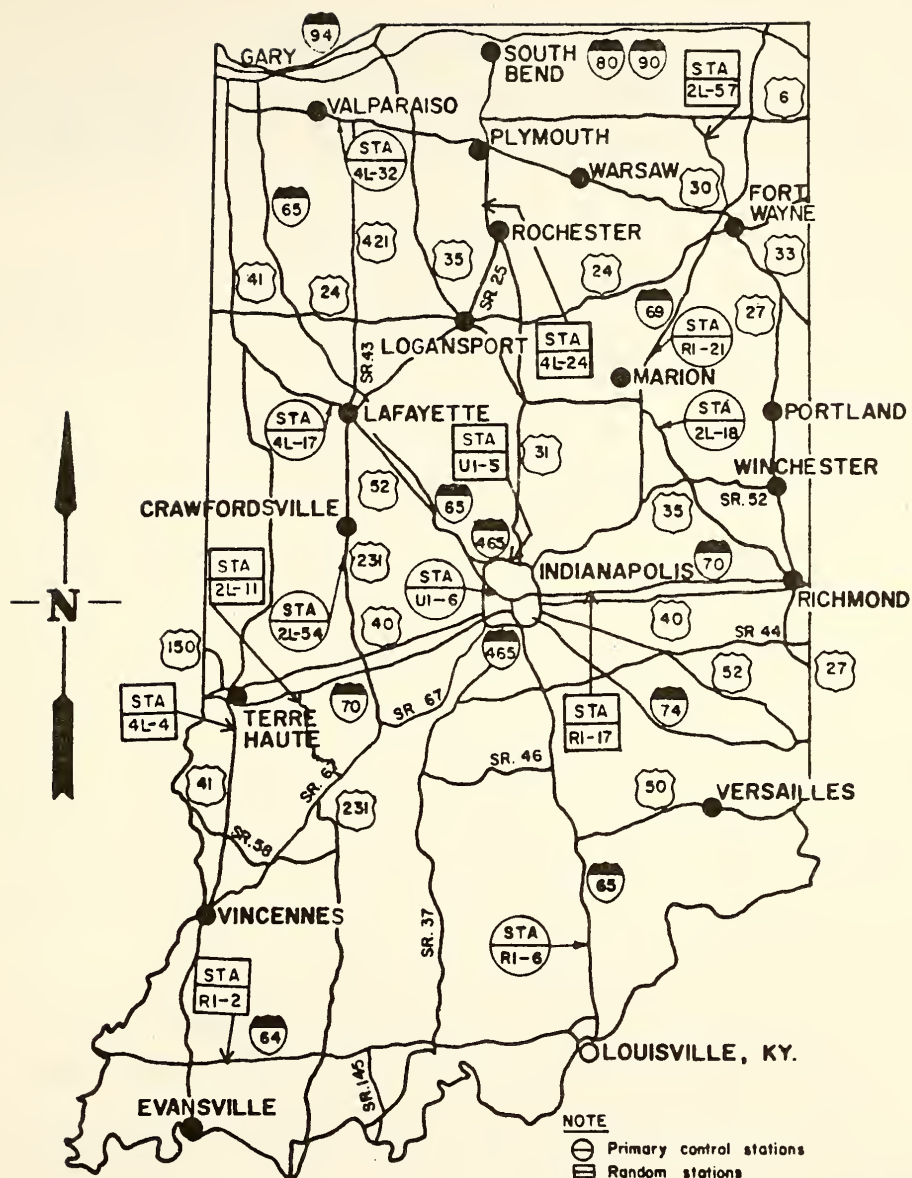 94
GARY
SOUTH
BEND
80
90
STA
2L-57
6
VALPARAISO
STA
4L-32
PLYMOUTH
WARSAW
30
FORT
WAYNE
65
421
35
ROCHESTER
SR. 25
24
33
41
24
69
27
LOGANSPORT
STA
4L-24
STA
R1-21
MARION
SR. 43
STA
4L-17
LAFAYETTE
STA
U1-5
31
STA
2L-18
PORTLAND
WINCHESTER
SR. 52
CRAWFORDSVILLE
52
65
465
35
70
STA
2L-11
231
STA
U1-6
INDIANAPOLIS
RICHMOND
N
STA
2L-54
40
40
SR 44
150
465
52
27
STA
4L-4
TERRE
HAUTE
70
SR. 67
STA
R1-17
74
SR. 46
41
SR. 67
231
50
VERSAILLES
SR. 58
65
VINCENNES
SR. 37
STA
R1-6
STA
R1-2
64
LOUISVILLE, KY.
SR. 145
EVANSVILLE
NOTE
Primary control stations
Random stations